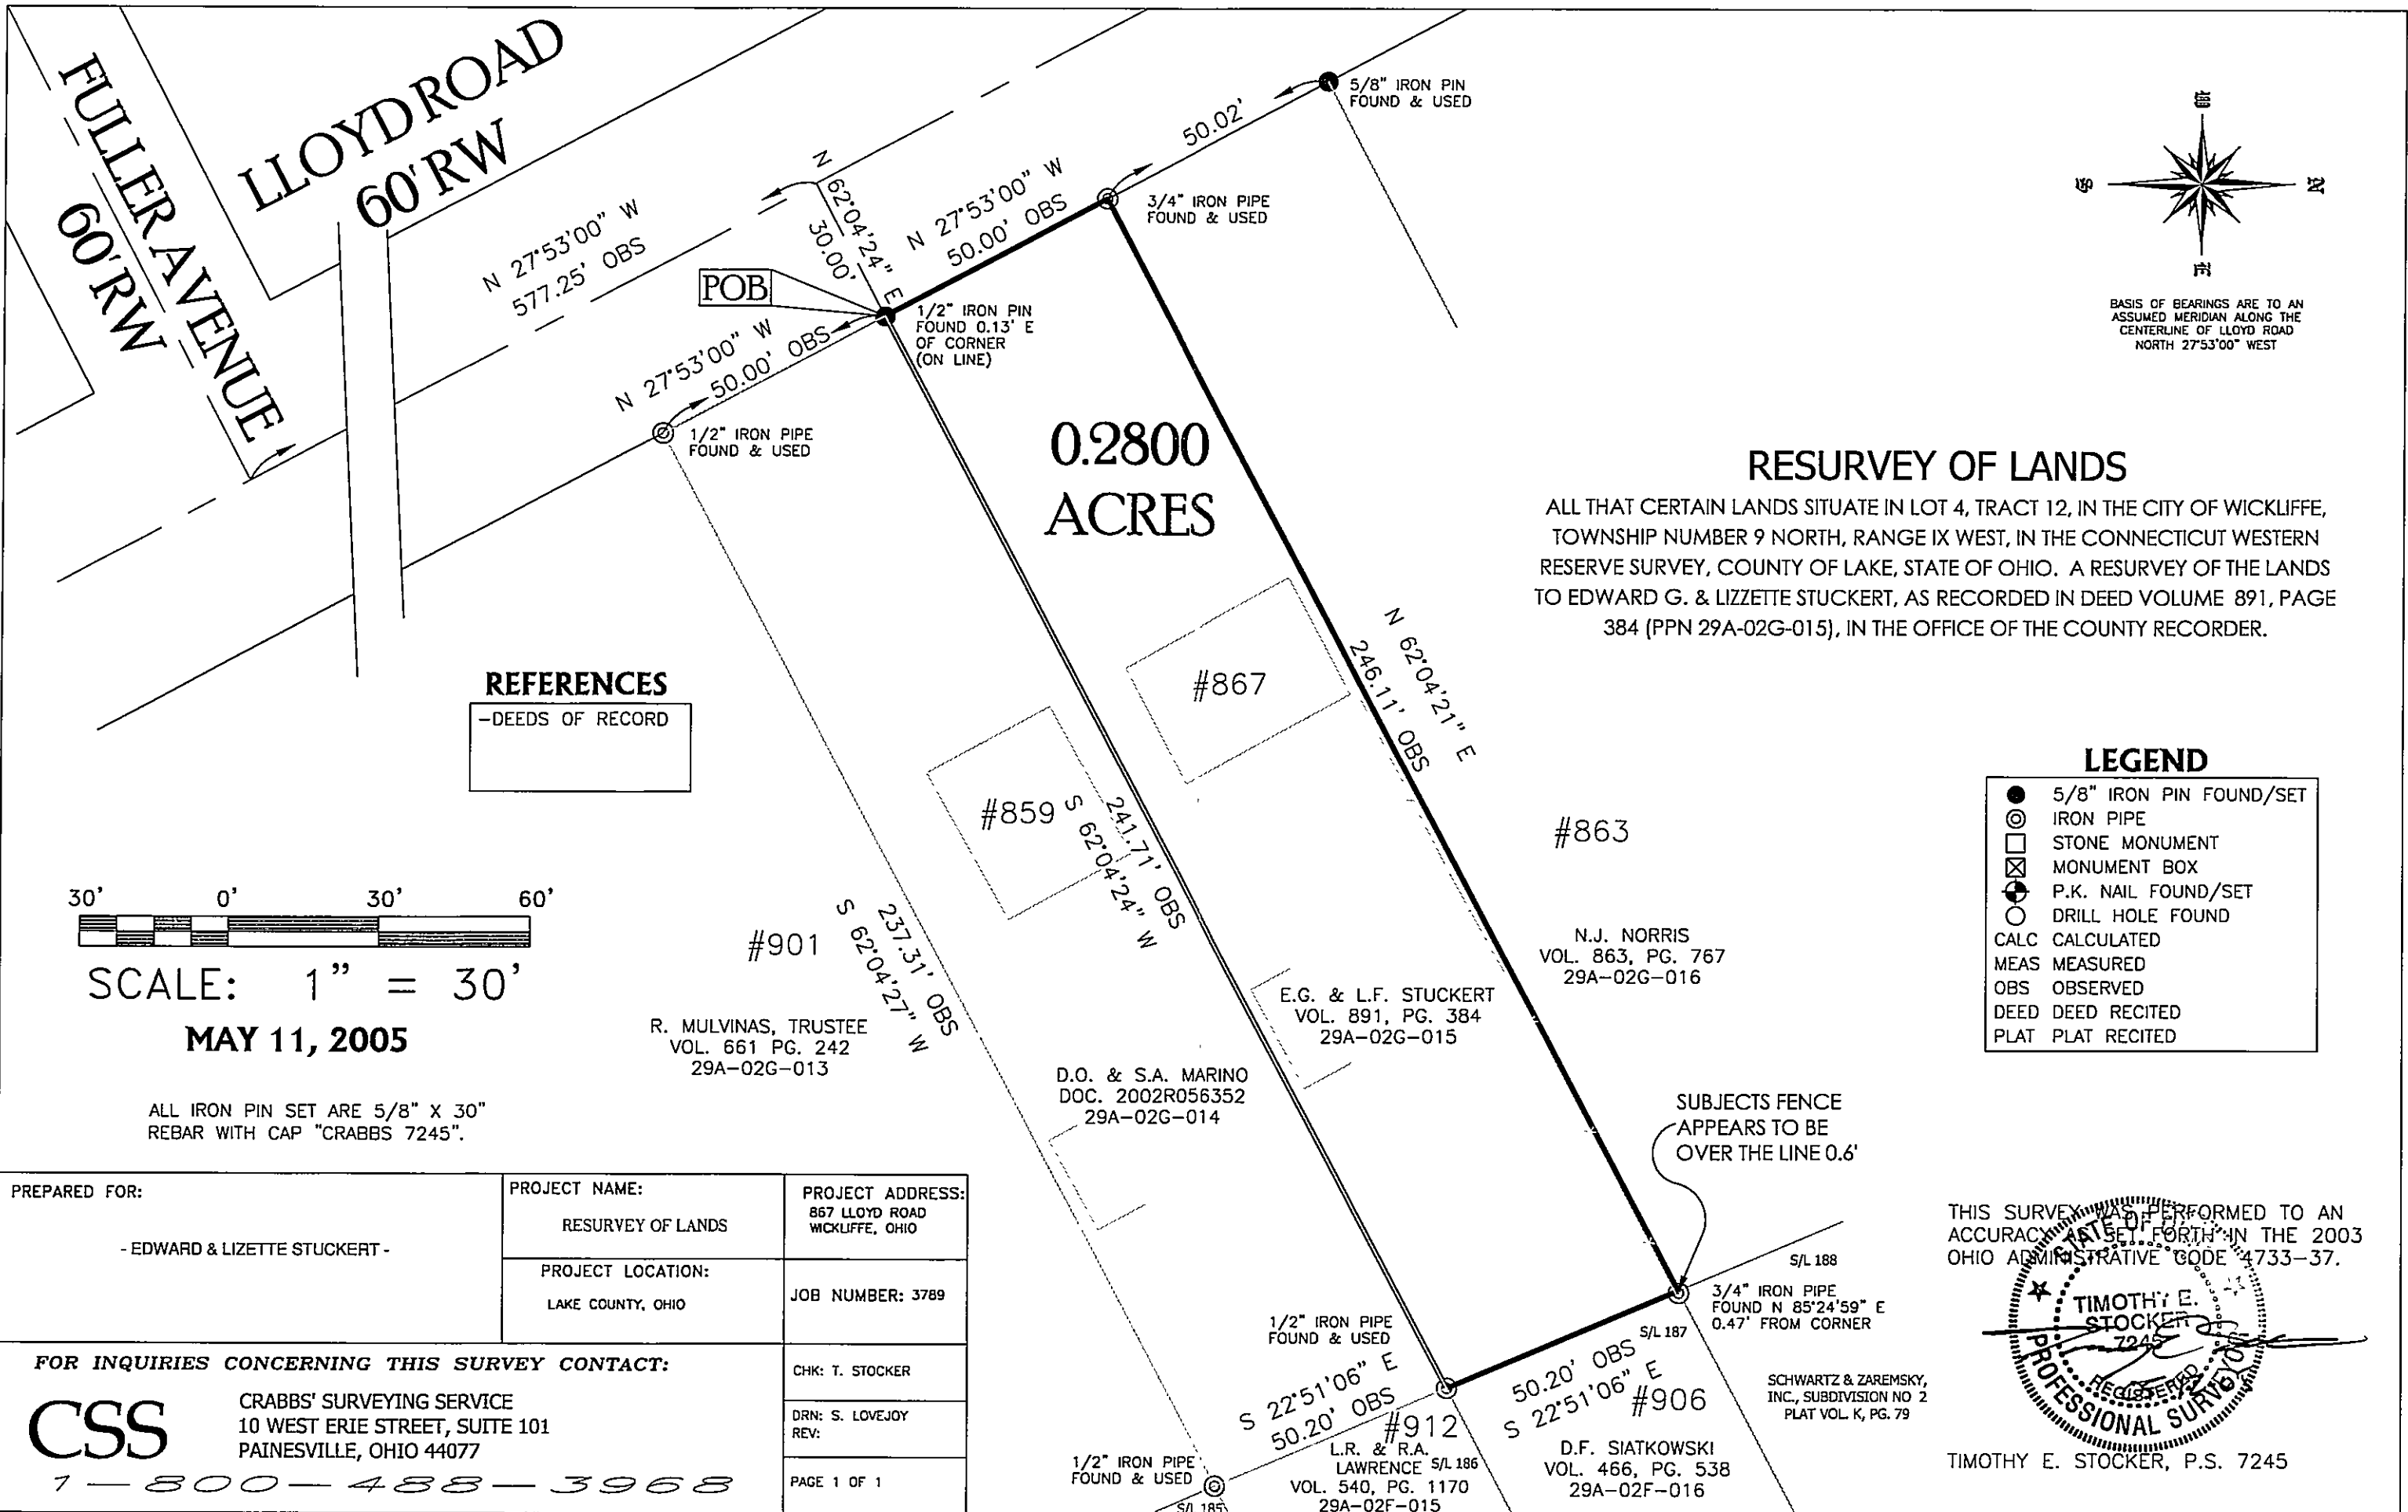 FULLER AVENUE
60'RW
LLOYD ROAD
60'RW
N 27°53'00" W
577.25' OBS
N 62°04'24" E
30.00'
N 27°53'00" W
50.00' OBS
50.02'
5/8" IRON PIN
FOUND & USED
3/4" IRON PIPE
FOUND & USED
POB
1/2" IRON PIN
FOUND 0.13' E
OF CORNER
(ON LINE)
N 27°53'00" W
50.00' OBS
1/2" IRON PIPE
FOUND & USED
W
N
S
E
BASIS OF BEARINGS ARE TO AN
ASSUMED MERIDIAN ALONG THE
CENTERLINE OF LLOYD ROAD
NORTH 27°53'00" WEST
0.2800
ACRES
RESURVEY OF LANDS
ALL THAT CERTAIN LANDS SITUATE IN LOT 4, TRACT 12, IN THE CITY OF WICKLIFFE,
TOWNSHIP NUMBER 9 NORTH, RANGE IX WEST, IN THE CONNECTICUT WESTERN
RESERVE SURVEY, COUNTY OF LAKE, STATE OF OHIO. A RESURVEY OF THE LANDS
TO EDWARD G. & LIZZETTE STUCKERT, AS RECORDED IN DEED VOLUME 891, PAGE
384 (PPN 29A-02G-015), IN THE OFFICE OF THE COUNTY RECORDER.
REFERENCES
-DEEDS OF RECORD
#867
N 62°04'21" E
246.11' OBS
#859
241.71' OBS
S 62°04'24" W
#863
LEGEND
5/8" IRON PIN FOUND/SET
IRON PIPE
STONE MONUMENT
MONUMENT BOX
P.K. NAIL FOUND/SET
DRILL HOLE FOUND
CALC CALCULATED
MEAS MEASURED
OBS OBSERVED
DEED DEED RECITED
PLAT PLAT RECITED
30' 0' 30' 60'
SCALE: 1" = 30'
MAY 11, 2005
#901
237.31' OBS
S 62°04'27" W
N.J. NORRIS
VOL. 863, PG. 767
29A-02G-016
E.G. & L.F. STUCKERT
VOL. 891, PG. 384
29A-02G-015
R. MULVINAS, TRUSTEE
VOL. 661 PG. 242
29A-02G-013
D.O. & S.A. MARINO
DOC. 2002R056352
29A-02G-014
ALL IRON PIN SET ARE 5/8" X 30"
REBAR WITH CAP "CRABBS 7245".
SUBJECTS FENCE
APPEARS TO BE
OVER THE LINE 0.6'
PREPARED FOR:
- EDWARD & LIZETTE STUCKERT -
PROJECT NAME:
RESURVEY OF LANDS
PROJECT ADDRESS:
867 LLOYD ROAD
WICKLIFFE, OHIO
PROJECT LOCATION:
LAKE COUNTY, OHIO
JOB NUMBER: 3789
FOR INQUIRIES CONCERNING THIS SURVEY CONTACT:
CSS
CRABBS' SURVEYING SERVICE
10 WEST ERIE STREET, SUITE 101
PAINESVILLE, OHIO 44077
1-800-488-3968
CHK: T. STOCKER
DRN: S. LOVEJOY
REV:
PAGE 1 OF 1
S/L 188
3/4" IRON PIPE
FOUND N 85°24'59" E
0.47' FROM CORNER
S/L 187
1/2" IRON PIPE
FOUND & USED
S 22°51'06" E
50.20' OBS
50.20' OBS
S 22°51'06" E
#912
L.R. & R.A.
LAWRENCE S/L 186
VOL. 540, PG. 1170
29A-02F-015
#906
D.F. SIATKOWSKI
VOL. 466, PG. 538
29A-02F-016
1/2" IRON PIPE
FOUND & USED
S/L 185
SCHWARTZ & ZAREMSKY,
INC., SUBDIVISION NO 2
PLAT VOL. K, PG. 79
THIS SURVEY WAS PERFORMED TO AN
ACCURACY AS SET FORTH IN THE 2003
OHIO ADMINISTRATIVE CODE 4733-37.
STATE OF
TIMOTHY E.
STOCKER
7245
REGISTERED
PROFESSIONAL SURVEYOR
TIMOTHY E. STOCKER, P.S. 7245